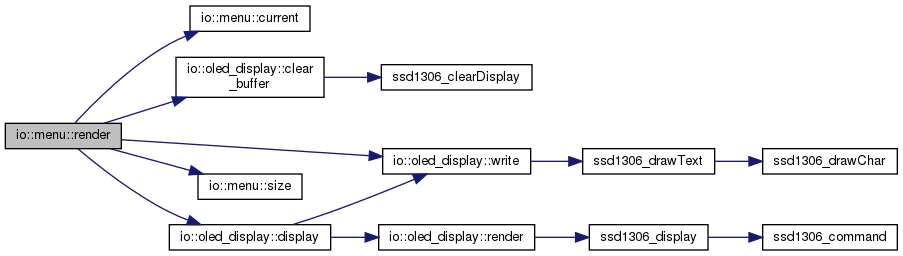 io::menu::current
io::oled_display::clear
_buffer
ssd1306_clearDisplay
io::menu::render
io::oled_display::write
ssd1306_drawText
ssd1306_drawChar
io::menu::size
io::oled_display::display
io::oled_display::render
ssd1306_display
ssd1306_command